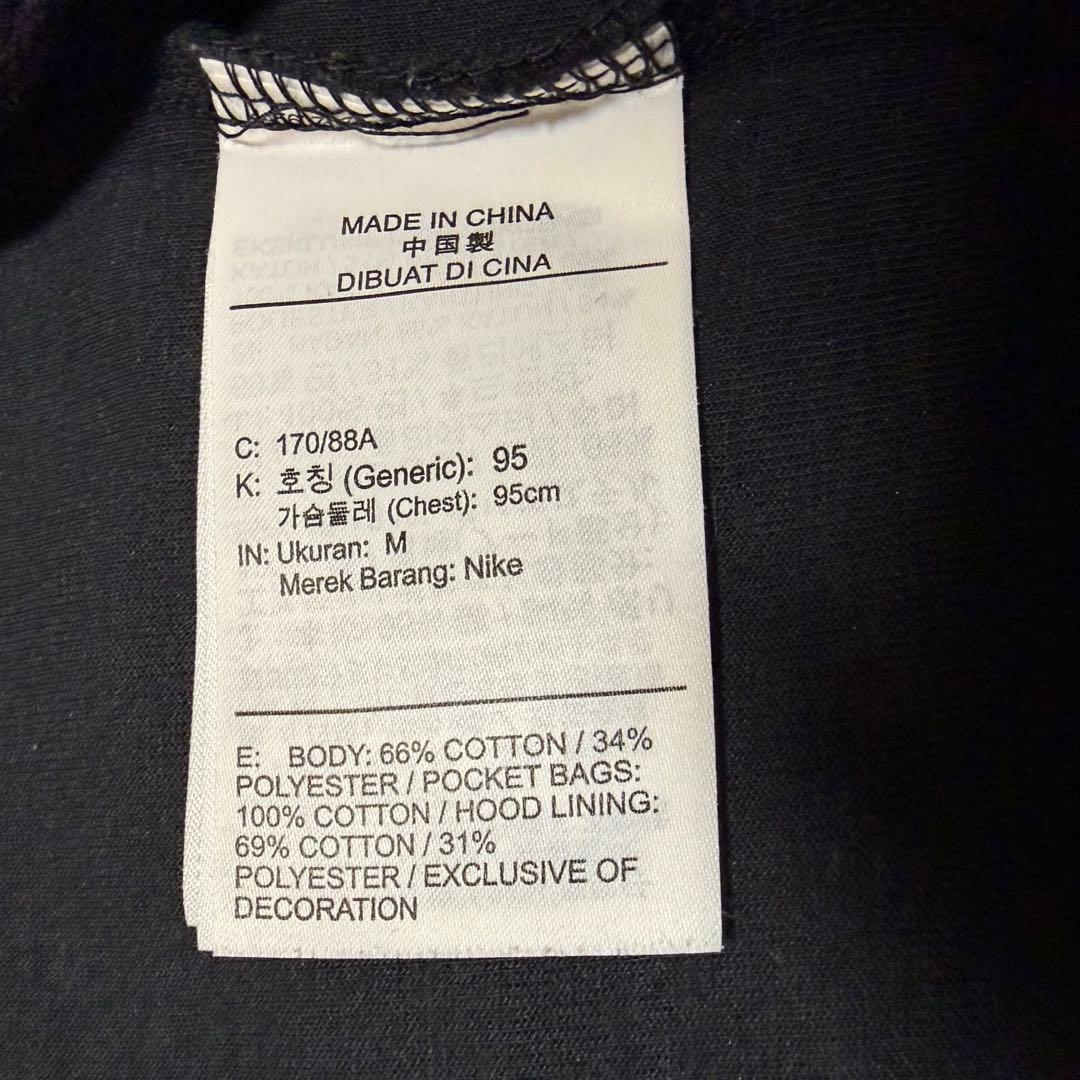 MADE IN CHINA
中国製
DIBUAT DI CINA
C: 170/88A
K: 호칭 (Generic): 95
가슴둘레 (Chest): 95cm
IN: Ukuran: M
Merek Barang: Nike
E: BODY: 66% COTTON / 34%
POLYESTER / POCKET BAGS:
100% COTTON / HOOD LINING:
69% COTTON / 31%
POLYESTER / EXCLUSIVE OF
DECORATION